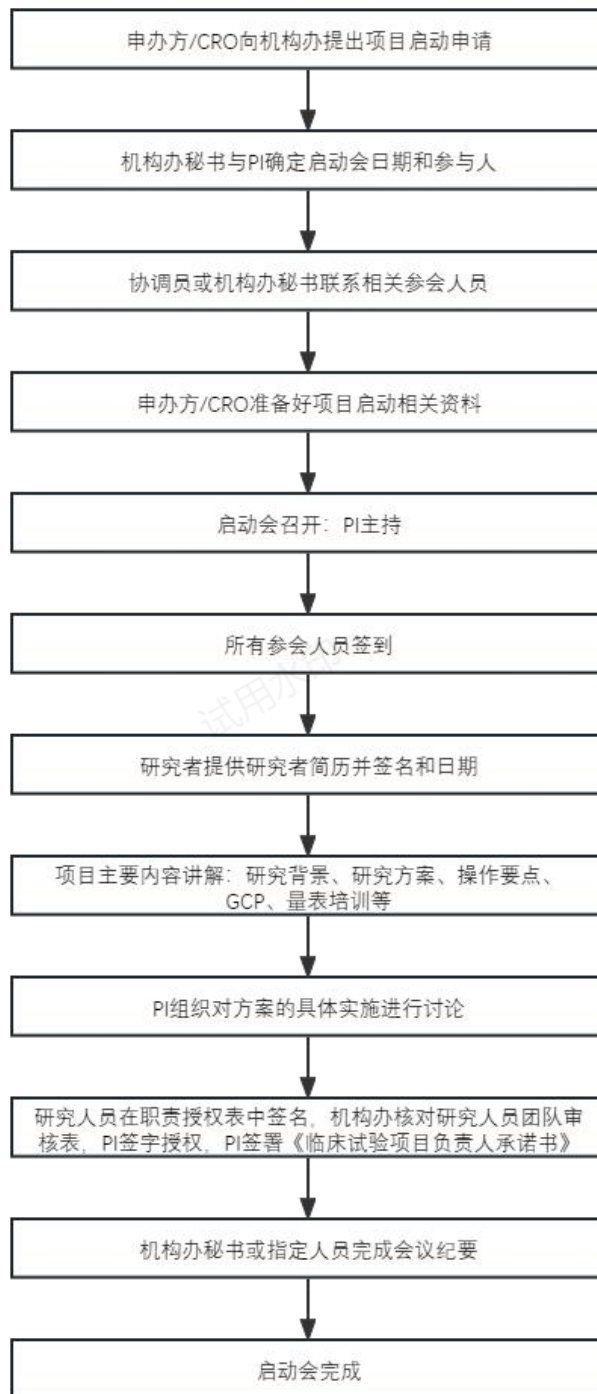 申办方/CRO向机构办提出项目启动申请
机构办秘书与PI确定启动会日期和参与人
协调员或机构办秘书联系相关参会人员
申办方/CRO准备好项目启动相关资料
启动会召开：PI主持
所有参会人员签到
试用水印
研究者提供研究者简历并签名和日期
项目主要内容讲解：研究背景、研究方案、操作要点、
GCP、量表培训等
PI组织对方案的具体实施进行讨论
研究人员在职责授权表中签名，机构办核对研究人员团队审
核表，PI签字授权，PI签署《临床试验项目负责人承诺书》
机构办秘书或指定人员完成会议纪要
启动会完成